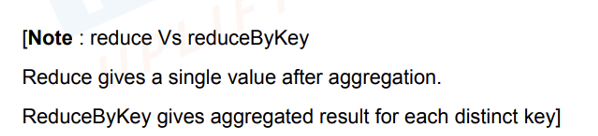 [Note : reduce Vs reduceByKey
Reduce gives a single value after aggregation.
ReduceByKey gives aggregated result for each distinct key]